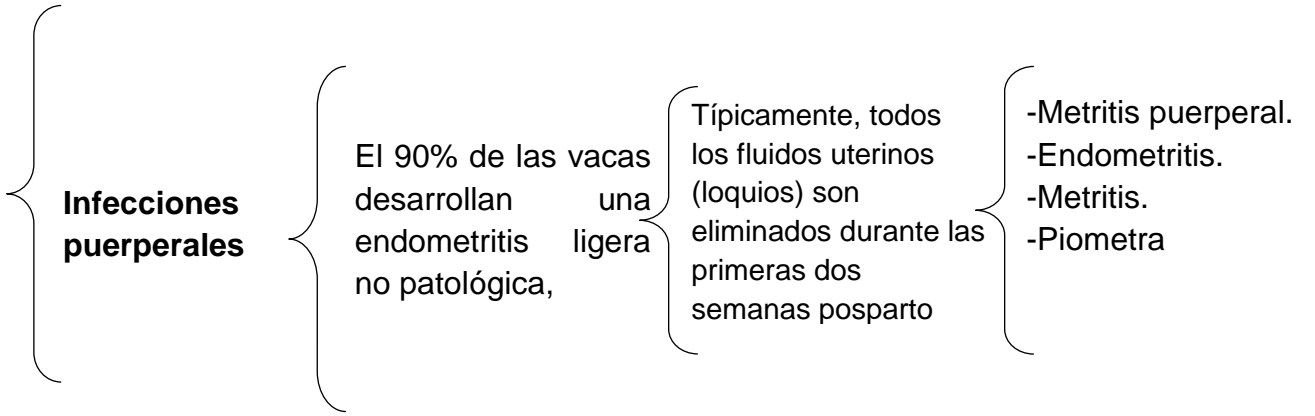 Infecciones
puerperales
El 90% de las vacas
desarrollan una
endometritis ligera
no patológica,
Típicamente, todos
los fluidos uterinos
(loquios) son
eliminados durante las
primeras dos
semanas posparto
-Metritis puerperal.
-Endometritis.
-Metritis.
-Piometra